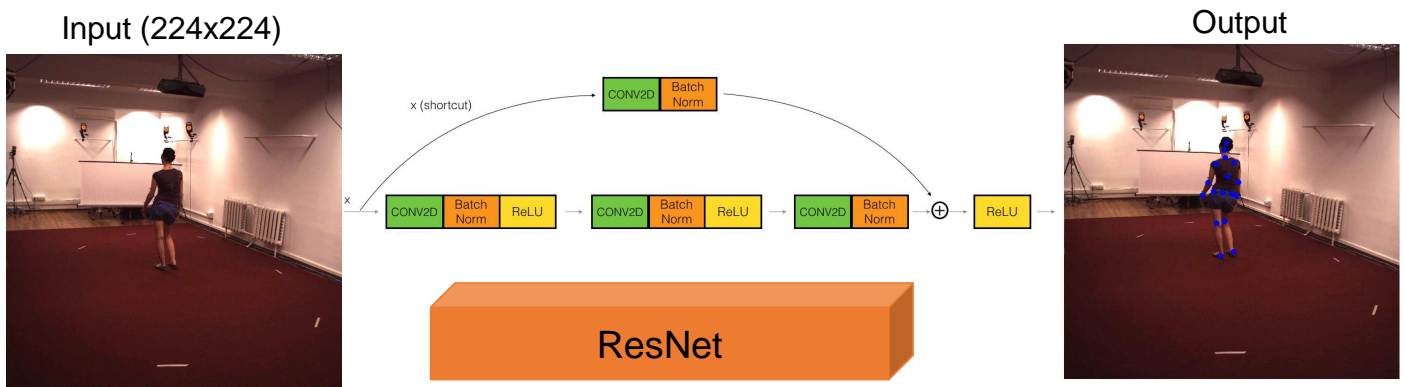 Input (224x224)
Output
x (shortcut)
CONV2D
Batch
Norm
x
CONV2D
Batch
Norm
ReLU
CONV2D
Batch
Norm
ReLU
CONV2D
Batch
Norm
ReLU
ResNet